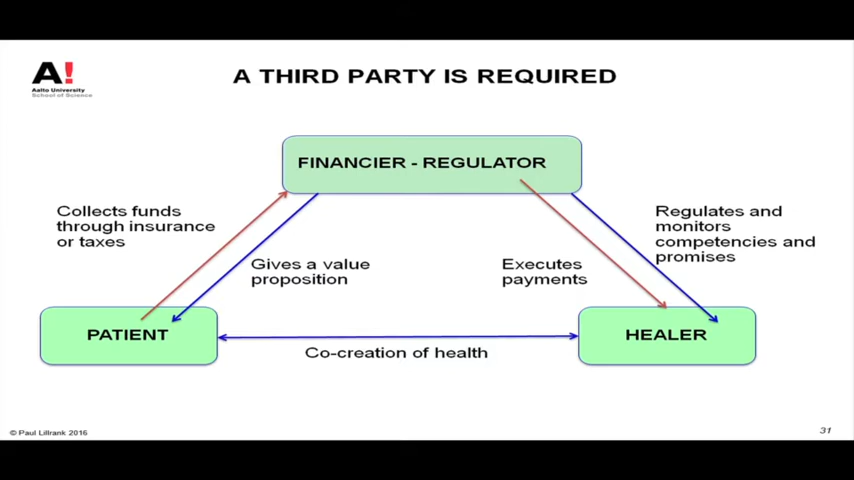 A THIRD PARTY IS REQUIRED
A!
Aalto University
School of Science
FINANCIER - REGULATOR
Collects funds
through insurance
or taxes
Regulates and
monitors
competencies and
promises
Gives a value
proposition
Executes
payments
PATIENT
HEALER
Co-creation of health
© Paul Lillrank 2016
31